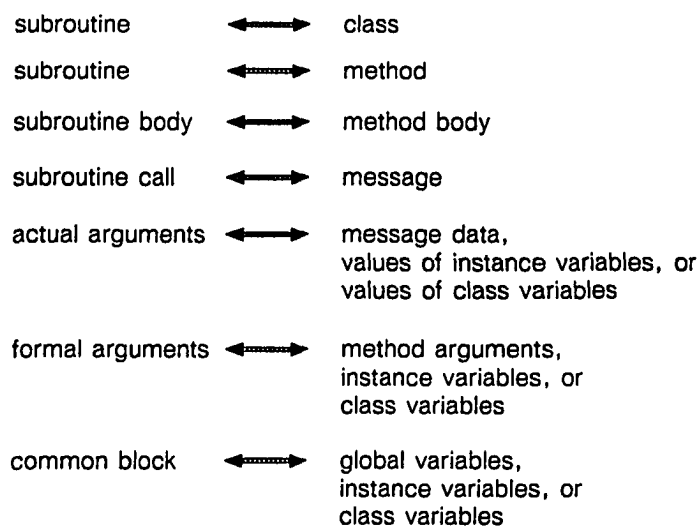 subroutine class
subroutine method
subroutine body method body
subroutine call message
actual arguments message data,
values of instance variables, or
values of class variables
formal arguments method arguments,
instance variables, or
class variables
common block global variables,
instance variables, or
class variables